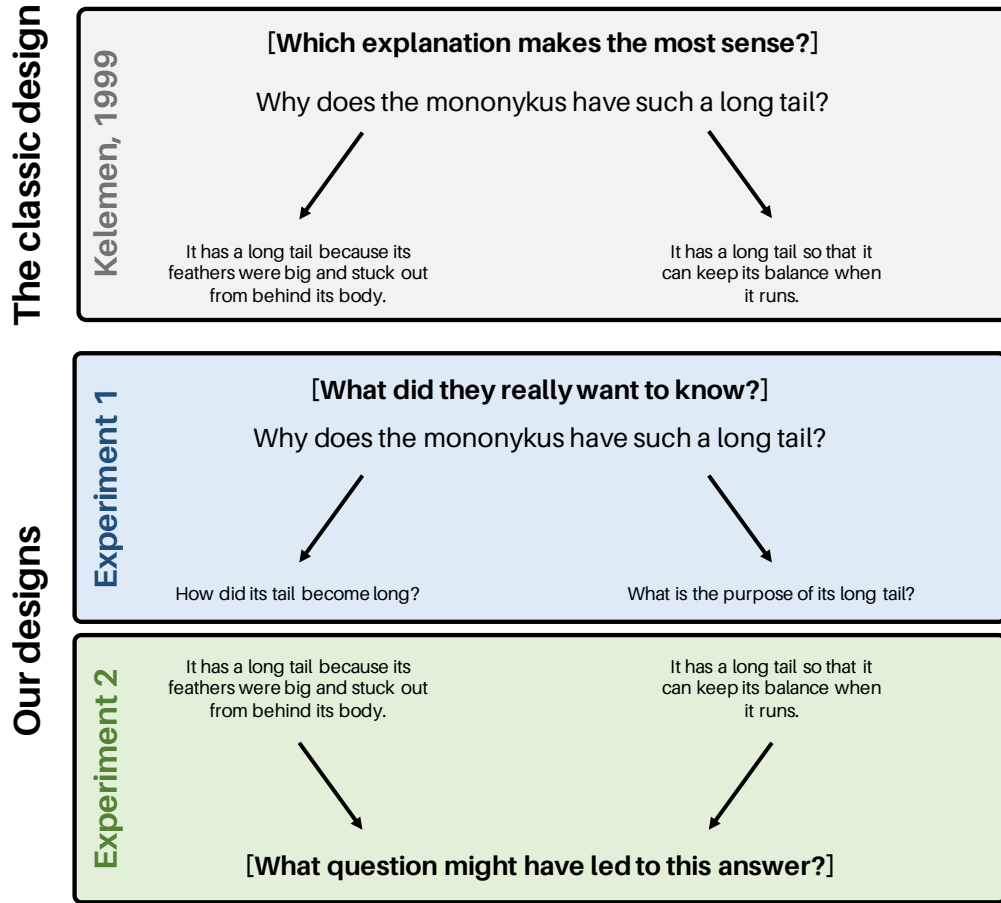 The classic design
Kelemen, 1999
[Which explanation makes the most sense?]
Why does the mononykus have such a long tail?
It has a long tail because its
feathers were big and stuck out
from behind its body.
It has a long tail so that it
can keep its balance when
it runs.
Our designs
Experiment 1
[What did they really want to know?]
Why does the mononykus have such a long tail?
How did its tail become long?
What is the purpose of its long tail?
Experiment 2
It has a long tail because its
feathers were big and stuck out
from behind its body.
It has a long tail so that it
can keep its balance when
it runs.
[What question might have led to this answer?]